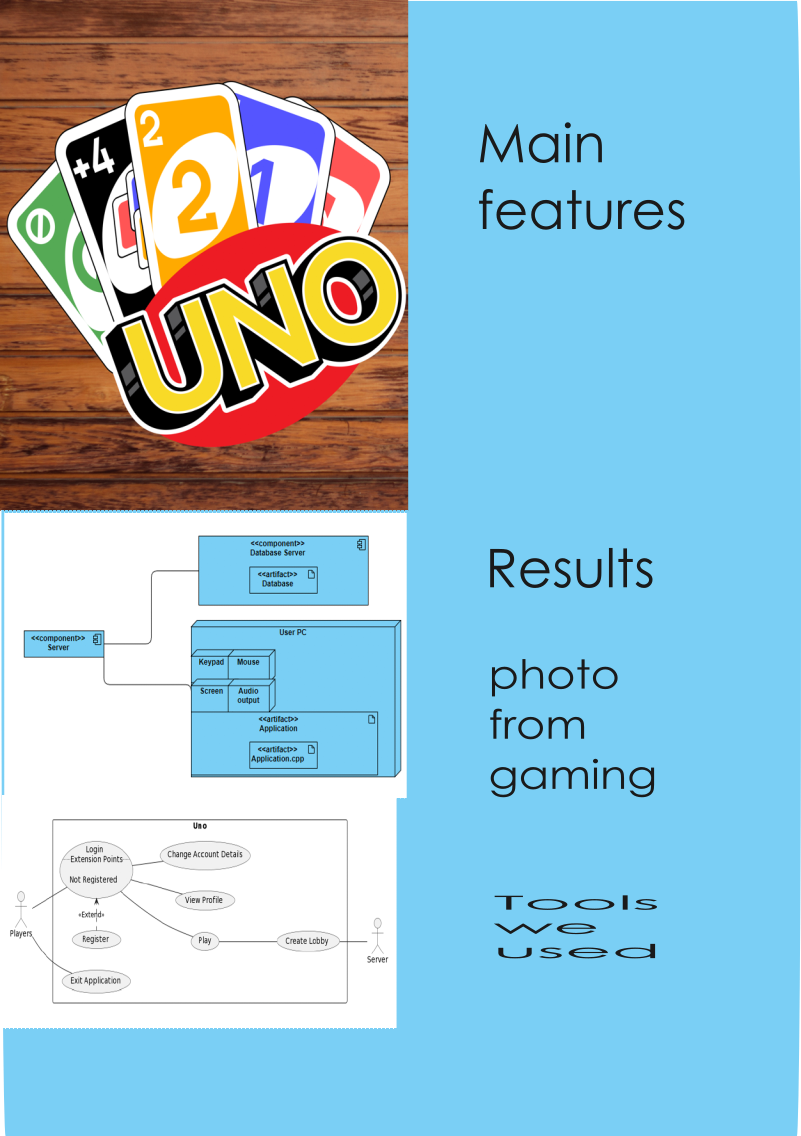 +4
2
2
1
UNO
Main
features
<<component>>
Database Server
<<artifact>>
Database
<<component>>
Server
User PC
Keypad
Mouse
Screen
Audio
output
<<artifact>>
Application
<<artifact>>
Application.cpp
Results
photo
from
gaming
Uno
Login
Extension Points
Not Registered
Change Account Details
View Profile
«Extend»
Players
Register
Play
Create Lobby
Server
Exit Application
Tools
we
used